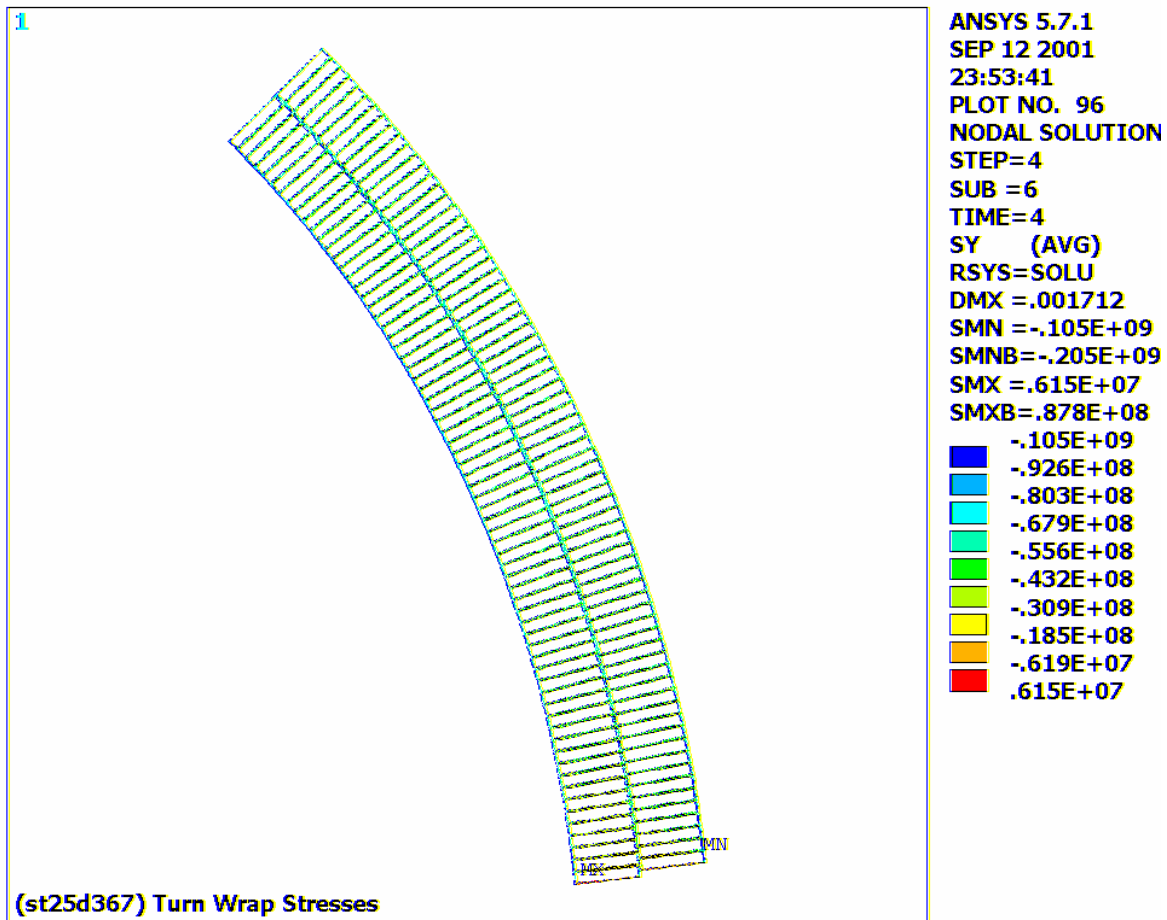 1
ANSYS 5.7.1
SEP 12 2001
23:53:41
PLOT NO. 96
NODAL SOLUTION
STEP=4
SUB =6
TIME=4
SY (AVG)
RSYS=SOLU
DMX =.001712
SMN =-.105E+09
SMNB=-.205E+09
SMX =.615E+07
SMXB=.878E+08
-.105E+09
-.926E+08
-.803E+08
-.679E+08
-.556E+08
-.432E+08
-.309E+08
-.185E+08
-.619E+07
.615E+07
MN
MX
(st25d367) Turn Wrap Stresses